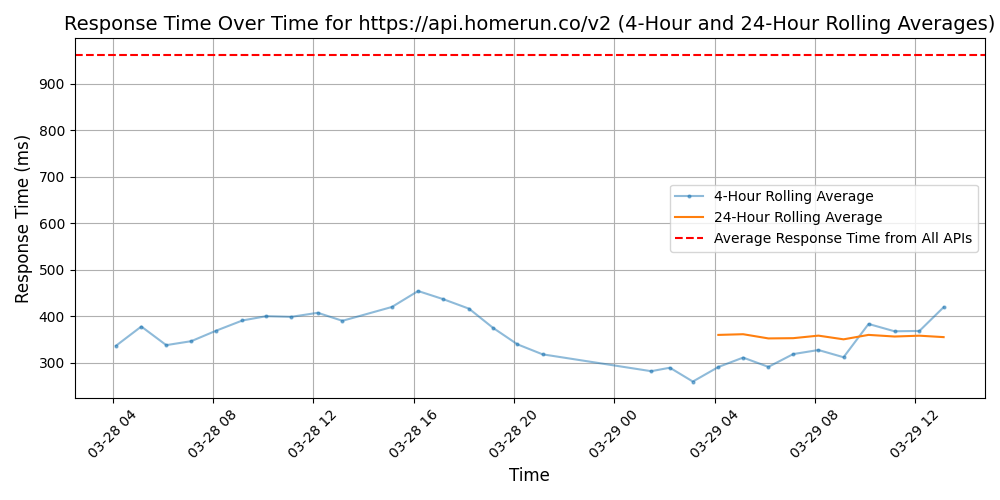 Response Time Over Time for https://api.homerun.co/v2 (4-Hour and 24-Hour Rolling Averages)
Response Time (ms)
900
800
700
600
500
400
300
4-Hour Rolling Average
24-Hour Rolling Average
Average Response Time from All APIs
03-28 04
03-28 08
03-28 12
03-28 16
03-28 20
03-29 00
03-29 04
03-29 08
03-29 12
Time